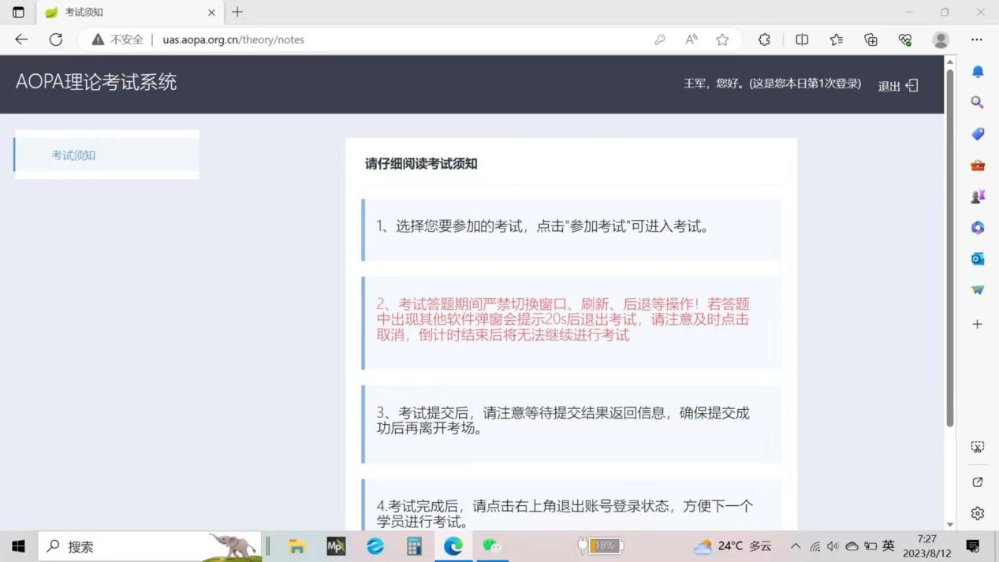 考试须知
不安全
uas.aopa.org.cn/theory/notes
AOPA理论考试系统
王军，您好。(这是您本日第1次登录)
退出
考试须知
请仔细阅读考试须知
1、选择您要参加的考试，点击"参加考试"可进入考试。
2、考试答题期间严禁切换窗口、刷新、后退等操作！若答题
中出现其他软件弹窗会提示20s后退出考试，请注意及时点击
取消，倒计时结束后将无法继续进行考试
3、考试提交后，请注意等待提交结果返回信息，确保提交成
功后再离开考场。
4.考试完成后，请点击右上角退出账号登录状态，方便下一个
学员进行考试。
搜索
Mp
18%
24°C 多云
英
7:27
2023/8/12